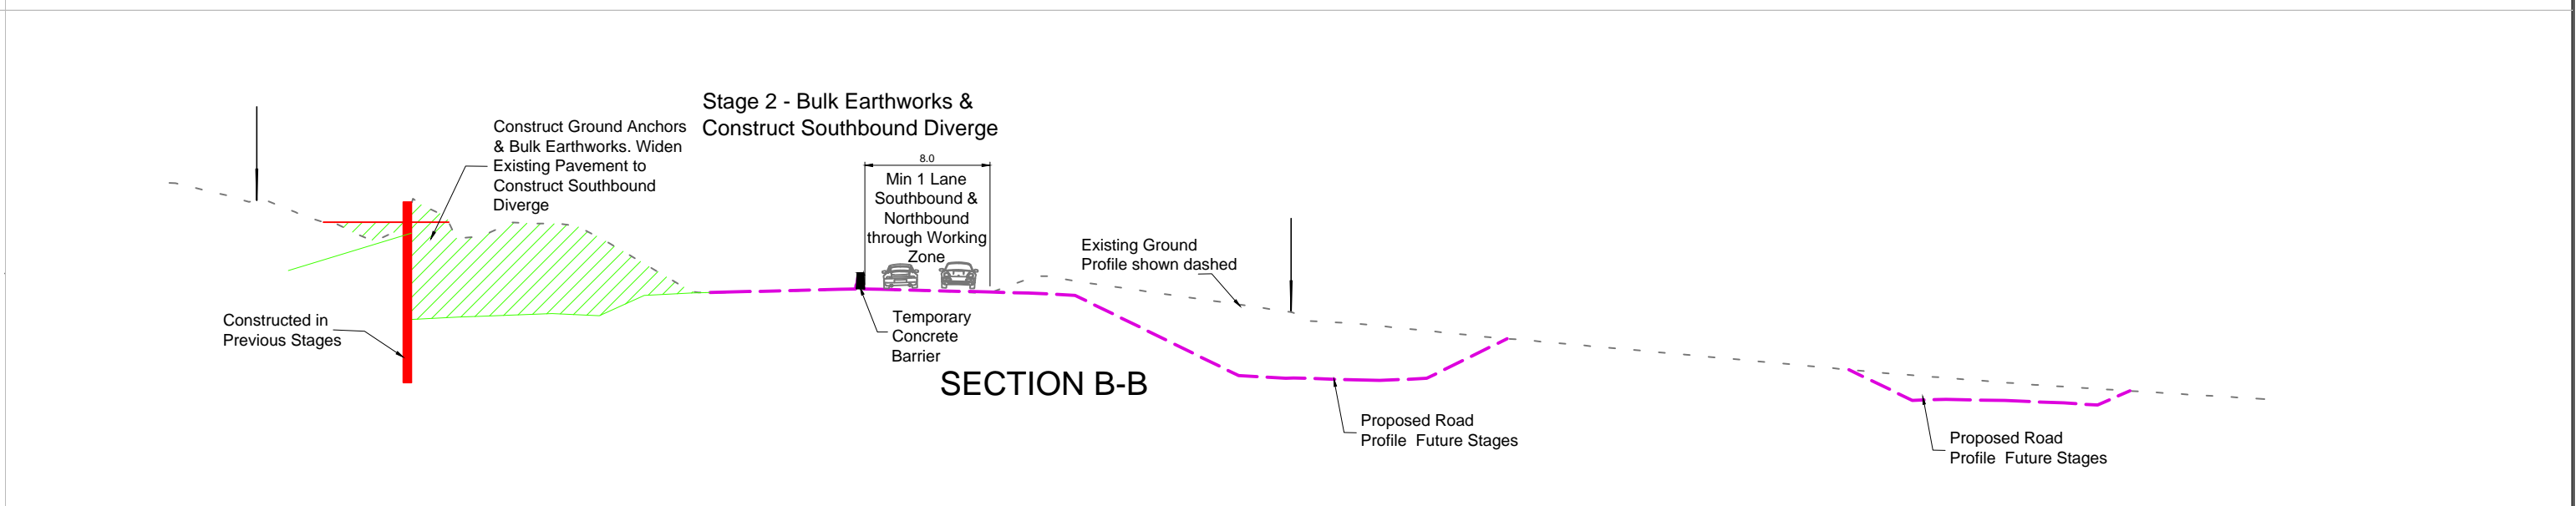 Stage 2 - Bulk Earthworks &
Construct Southbound Diverge
Construct Ground Anchors
& Bulk Earthworks. Widen
Existing Pavement to
Construct Southbound
Diverge
8.0
Min 1 Lane
Southbound &
Northbound
through Working
Zone
Existing Ground
Profile shown dashed
Constructed in
Previous Stages
Temporary
Concrete
Barrier
SECTION B-B
Proposed Road
Profile Future Stages
Proposed Road
Profile Future Stages